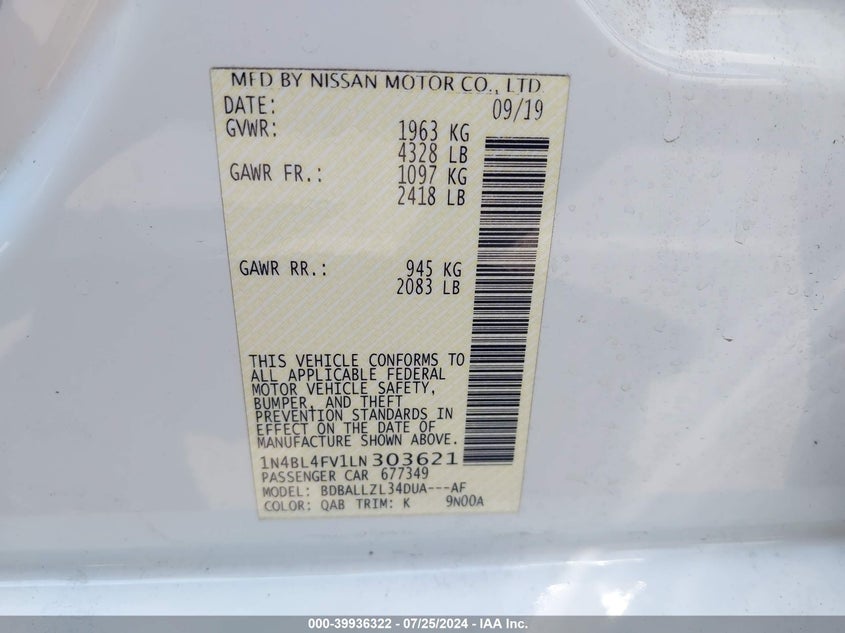 MFD BY NISSAN MOTOR CO., LTD.
DATE: 09/19
GVWR: 1963 KG
4328 LB
GAWR FR.: 1097 KG
2418 LB
GAWR RR.: 945 KG
2083 LB
THIS VEHICLE CONFORMS TO
ALL APPLICABLE FEDERAL
MOTOR VEHICLE SAFETY,
BUMPER, AND THEFT
PREVENTION STANDARDS IN
EFFECT ON THE DATE OF
MANUFACTURE SHOWN ABOVE.
1N4BL4FV1LN303621
PASSENGER CAR 677349
MODEL: BDBALLZL34DUA---AF
COLOR: QAB TRIM: K 9N00A
000-39936322 - 07/25/2024 - IAA Inc.